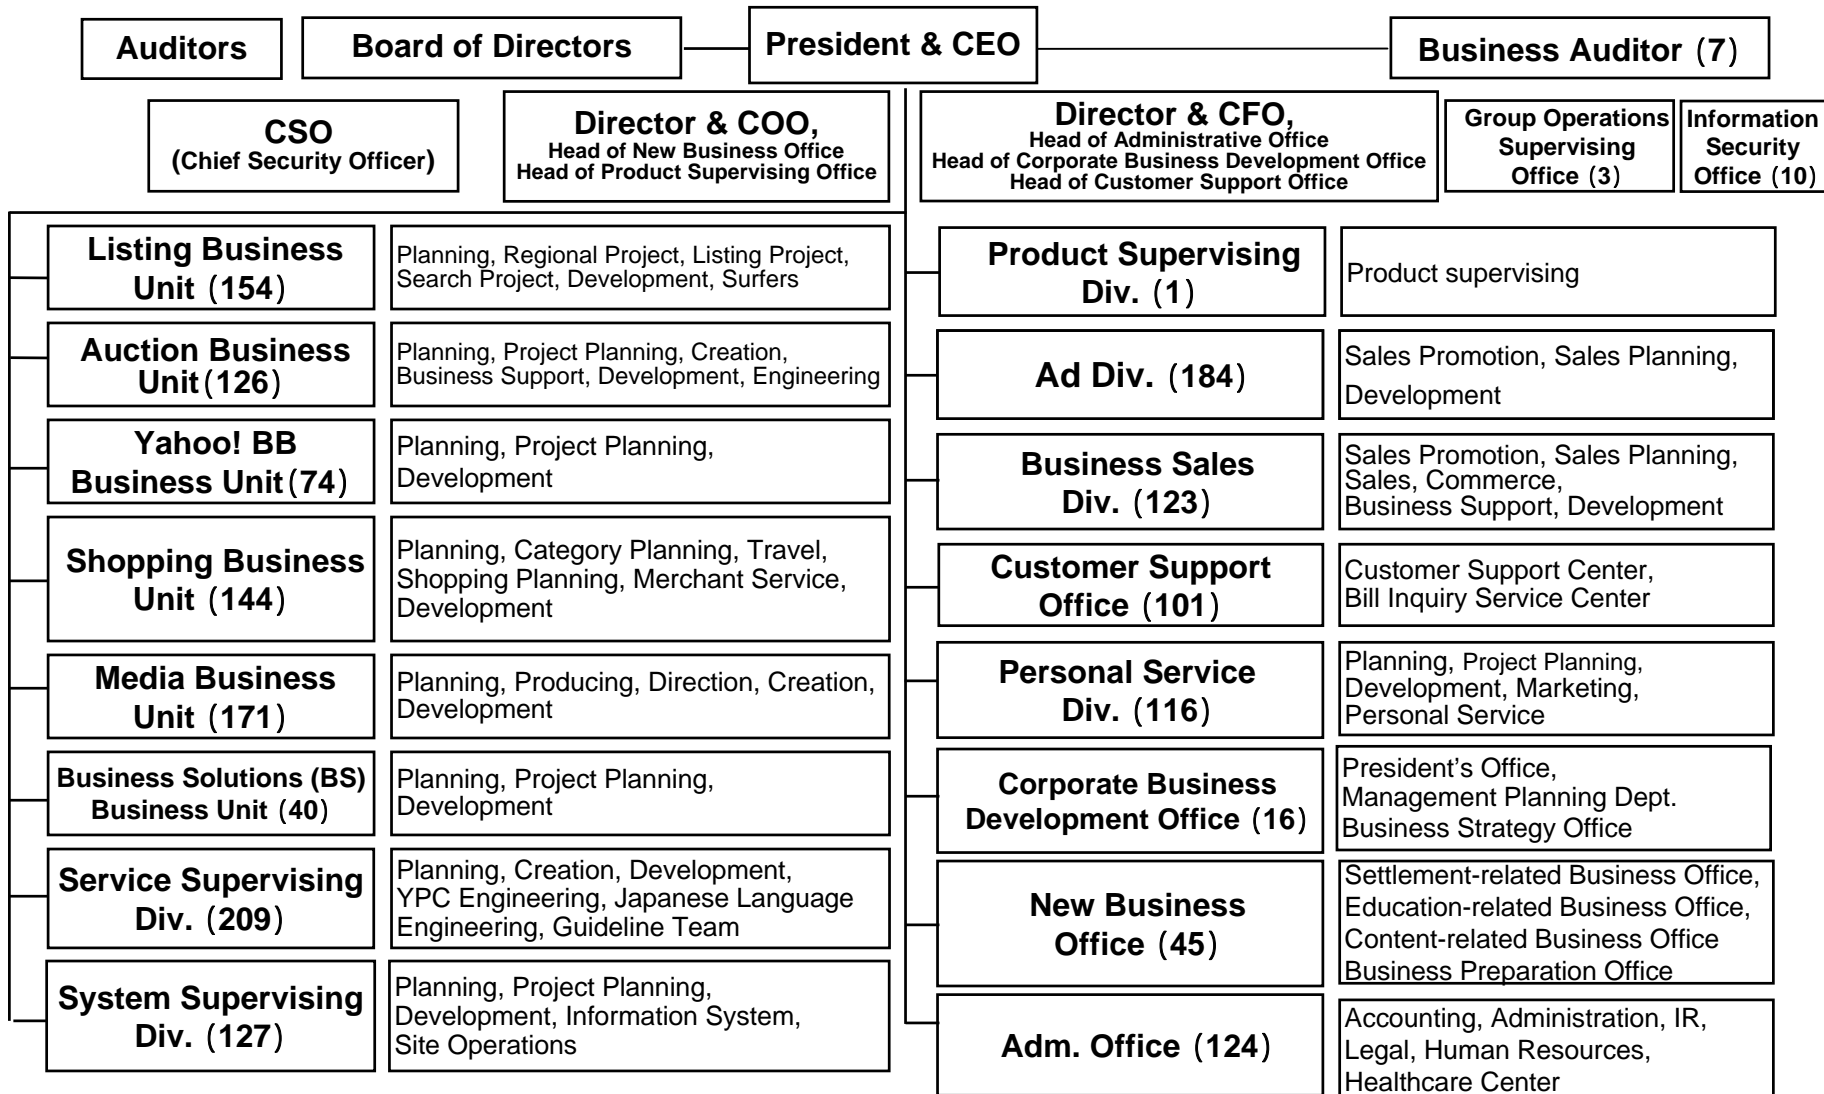 Auditors
Board of Directors
President & CEO
Business Auditor (7)
CSO
(Chief Security Officer)
Director & COO,
Head of New Business Office
Head of Product Supervising Office
Director & CFO,
Head of Administrative Office
Head of Corporate Business Development Office
Head of Customer Support Office
Group Operations
Supervising
Office (3)
Information
Security
Office (10)
Listing Business
Unit (154)
Planning, Regional Project, Listing Project,
Search Project, Development, Surfers
Auction Business
Unit (126)
Planning, Project Planning, Creation,
Business Support, Development, Engineering
Yahoo! BB
Business Unit (74)
Planning, Project Planning,
Development
Shopping Business
Unit (144)
Planning, Category Planning, Travel,
Shopping Planning, Merchant Service,
Development
Media Business
Unit (171)
Planning, Producing, Direction, Creation,
Development
Business Solutions (BS)
Business Unit (40)
Planning, Project Planning,
Development
Service Supervising
Div. (209)
Planning, Creation, Development,
YPC Engineering, Japanese Language
Engineering, Guideline Team
System Supervising
Div. (127)
Planning, Project Planning,
Development, Information System,
Site Operations
Product Supervising
Div. (1)
Product supervising
Ad Div. (184)
Sales Promotion, Sales Planning,
Development
Business Sales
Div. (123)
Sales Promotion, Sales Planning,
Sales, Commerce,
Business Support, Development
Customer Support
Office (101)
Customer Support Center,
Bill Inquiry Service Center
Personal Service
Div. (116)
Planning, Project Planning,
Development, Marketing,
Personal Service
Corporate Business
Development Office (16)
President’s Office,
Management Planning Dept.
Business Strategy Office
New Business
Office (45)
Settlement-related Business Office,
Education-related Business Office,
Content-related Business Office
Business Preparation Office
Adm. Office (124)
Accounting, Administration, IR,
Legal, Human Resources,
Healthcare Center